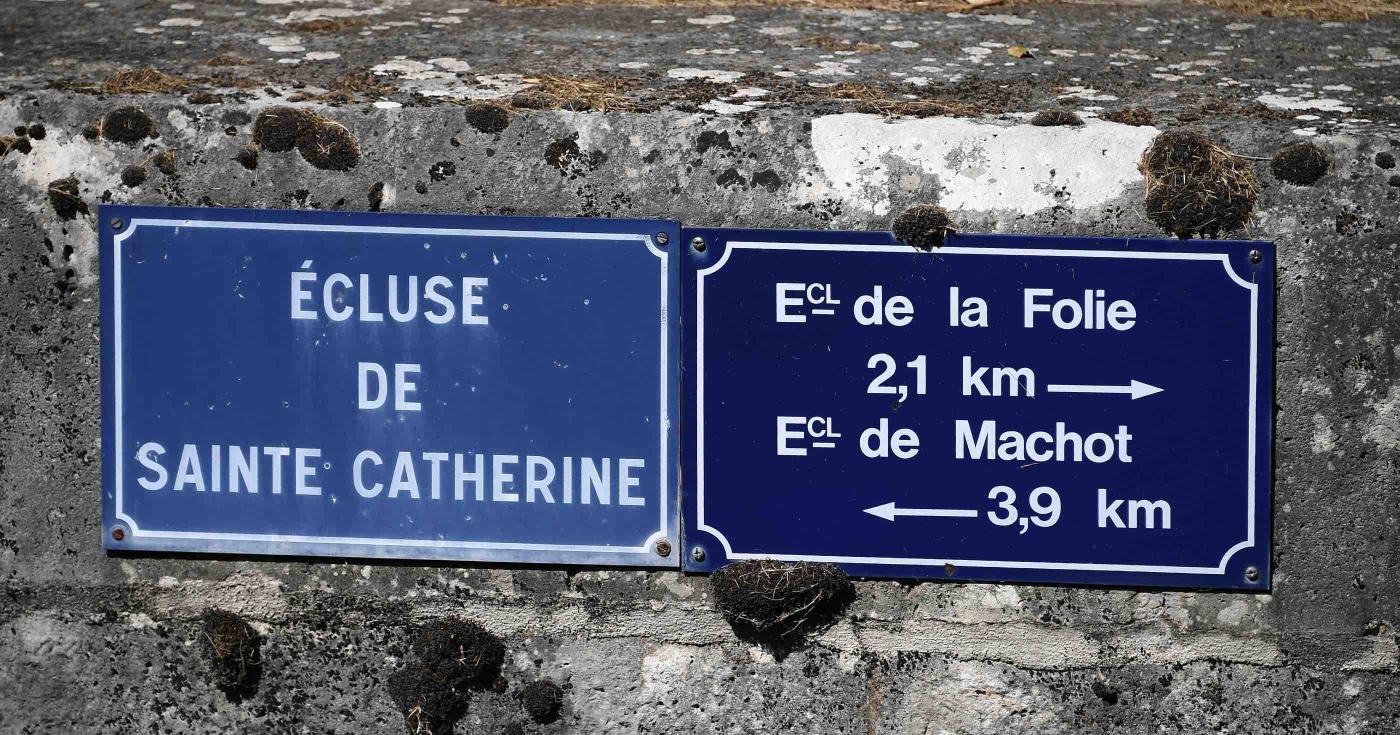 ÉCLUSE
DE
SAINTE CATHERINE
ECL de la Folie
2,1 km →
ECL de Machot
← 3,9 km